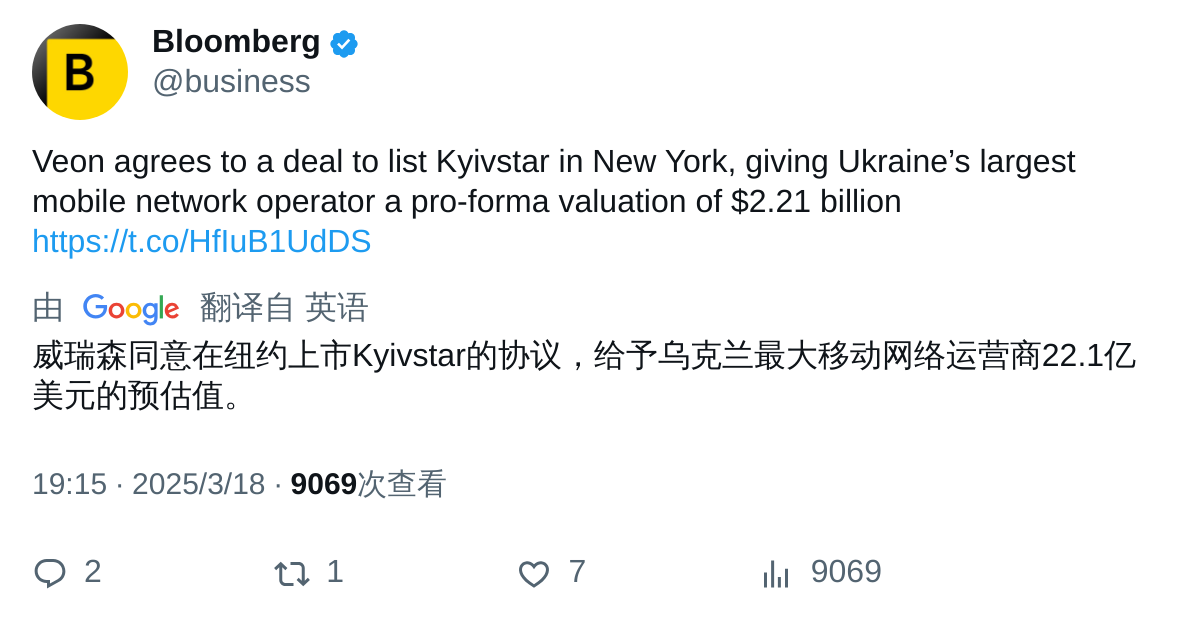 B
Bloomberg
@business
Veon agrees to a deal to list Kyivstar in New York, giving Ukraine’s largest
mobile network operator a pro-forma valuation of $2.21 billion
https://t.co/HfIuB1UdDS
由 Google 翻译自 英语
威瑞森同意在纽约上市Kyivstar的协议，给予乌克兰最大移动网络运营商22.1亿
美元的预估值。
19:15 · 2025/3/18 · 9069次查看
2 1 7 9069